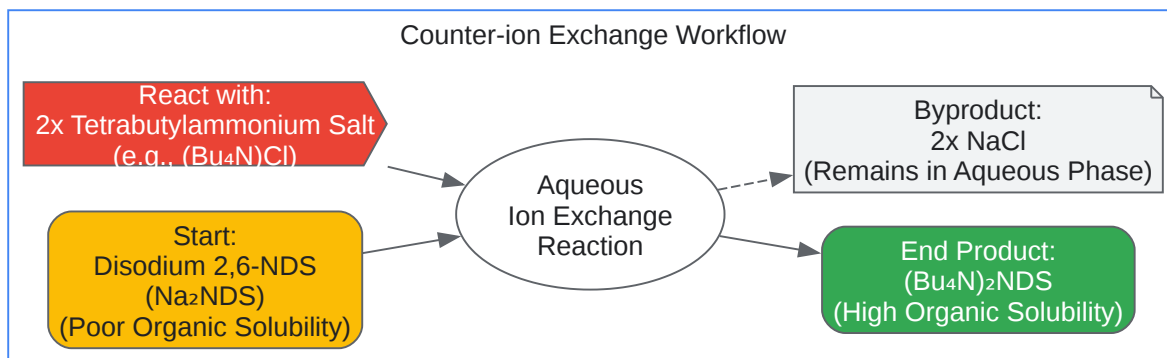 Counter-ion Exchange Workflow
React with:
2x Tetrabutylammonium Salt
(e.g., (Bu₄N)Cl)
Start:
Disodium 2,6-NDS
(Na₂NDS)
(Poor Organic Solubility)
Aqueous
Ion Exchange
Reaction
Byproduct:
2x NaCl
(Remains in Aqueous Phase)
End Product:
(Bu₄N)₂NDS
(High Organic Solubility)